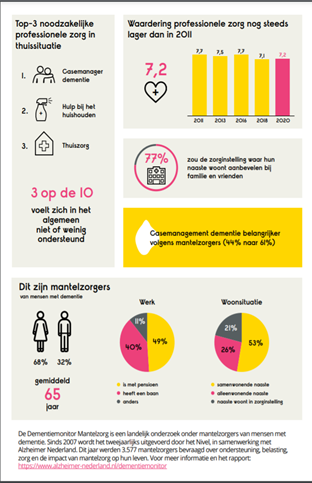 Top-3 noodzakelijke
professionele zorg in
thuissituatie
1. Casemanager
dementie
2. Hulp bij het
huishouden
3. Thuiszorg
3 op de 10
voelt zich in het
algemeen
niet of weinig
ondersteund
Waardering professionele zorg nog steeds
lager dan in 2011
7,2
7,7 7,5 7,7 7,1 7,2
2011 2013 2016 2018 2020
77%
zou de zorginstelling waar hun
naaste woont aanbevelen bij
familie en vrienden
Casemanagement dementie belangrijker
volgens mantelzorgers (44% naar 61%)
Dit zijn mantelzorgers
van mensen met dementie
68% 32%
gemiddeld
65
jaar
Werk
11%
40% 49%
is met pensioen
heeft een baan
anders
Woonsituatie
21%
26% 53%
samenwonende naaste
alleenwonende naaste
naaste woont in zorginstelling
De Dementiemonitor Mantelzorg is een landelijk onderzoek onder mantelzorgers van mensen met
dementie. Sinds 2007 wordt het tweejaarlijks uitgevoerd door het Nivel, in samenwerking met
Alzheimer Nederland. Dit jaar werden 3.577 mantelzorgers bevraagd over ondersteuning, belasting,
zorg en de impact van mantelzorg op hun leven. Voor meer informatie en het rapport:
https://www.alzheimer-nederland.nl/dementiemonitor